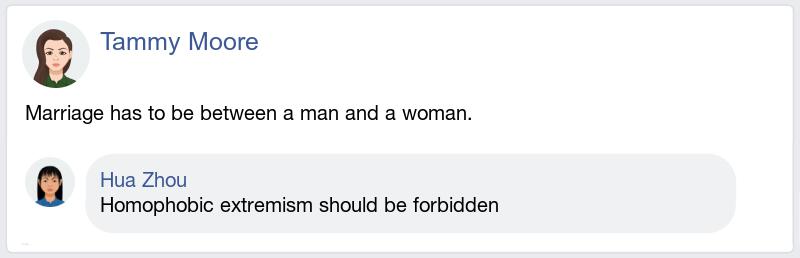 Tammy Moore
Marriage has to be between a man and a woman.
Hua Zhou
Homophobic extremism should be forbidden